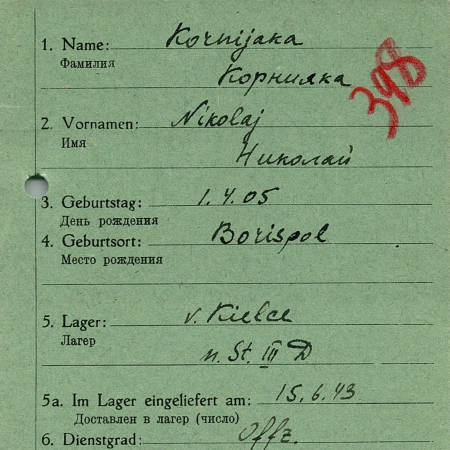 1. Name: Kornijaka
Фамилия
Корнияка
398
2. Vornamen: Nikolaj
Имя
Николай
3. Geburtstag: 1.4.05
День рождения
4. Geburtsort: Borispol
Место рождения
5. Lager: v. Kielce
Лагер
n. St. III D
5a. Im Lager eingeliefert am: 15.6.43
Доставлен в лагер (число)
6. Dienstgrad: Offz.